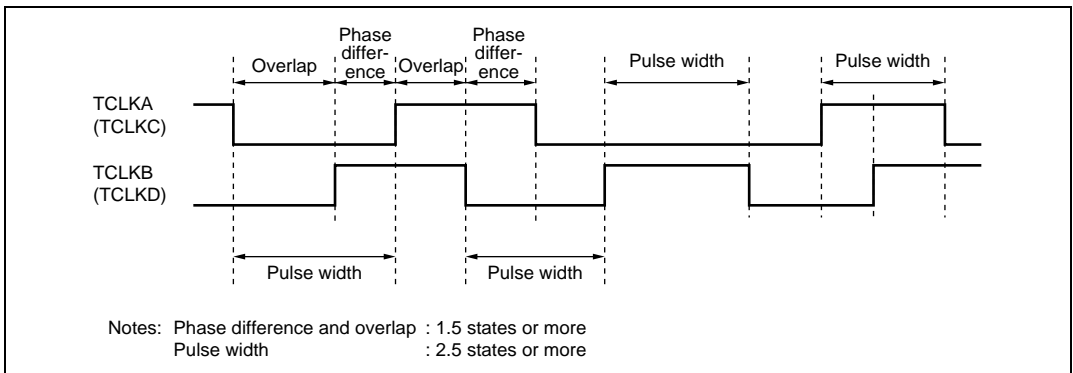 Phase
differ-
ence
Phase
differ-
ence
Overlap
Overlap
Pulse width
Pulse width
TCLKA
(TCLKC)
TCLKB
(TCLKD)
Pulse width
Pulse width
Notes: Phase difference and overlap : 1.5 states or more
Pulse width : 2.5 states or more